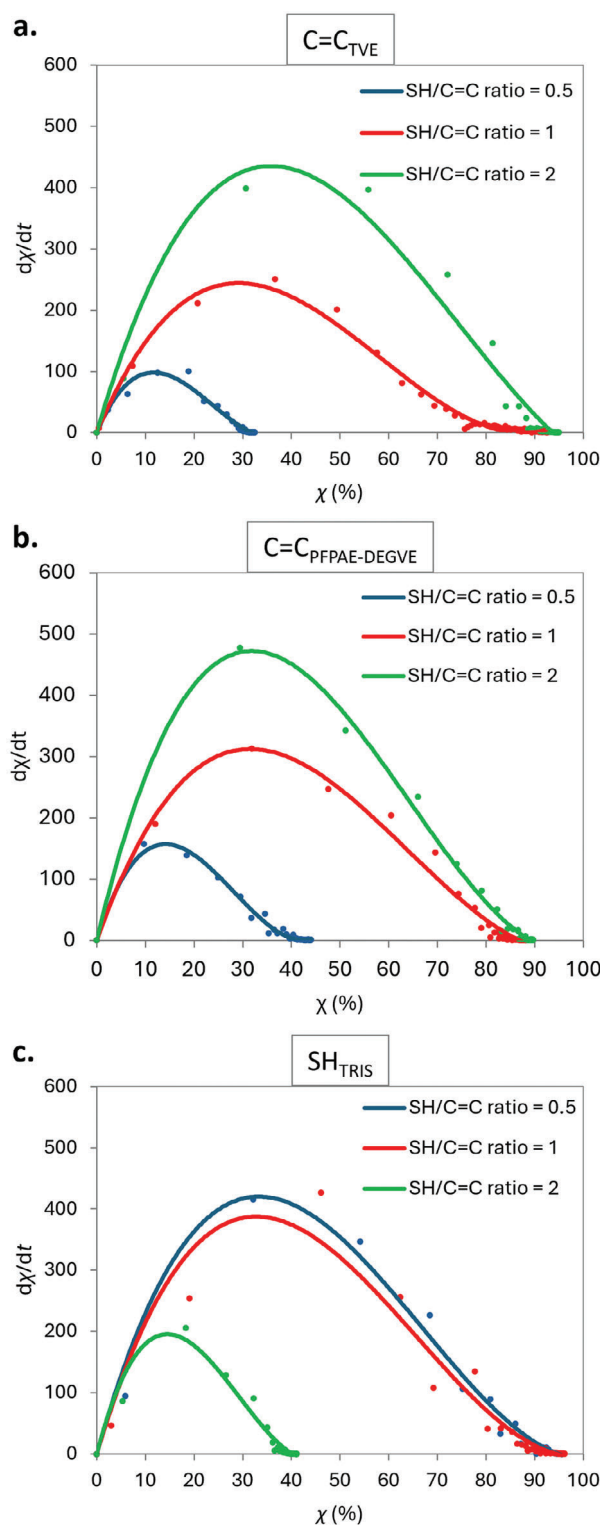 a.
C=C_TVE
600
500
400
300
200
100
0
dχ/dt
SH/C=C ratio = 0.5
SH/C=C ratio = 1
SH/C=C ratio = 2
0 10 20 30 40 50 60 70 80 90 100
χ (%)
b.
C=C_PFPAE-DEGVE
600
500
400
300
200
100
0
dχ/dt
SH/C=C ratio = 0.5
SH/C=C ratio = 1
SH/C=C ratio = 2
0 10 20 30 40 50 60 70 80 90 100
χ (%)
c.
SH_TRIS
600
500
400
300
200
100
0
dχ/dt
SH/C=C ratio = 0.5
SH/C=C ratio = 1
SH/C=C ratio = 2
0 10 20 30 40 50 60 70 80 90 100
χ (%)